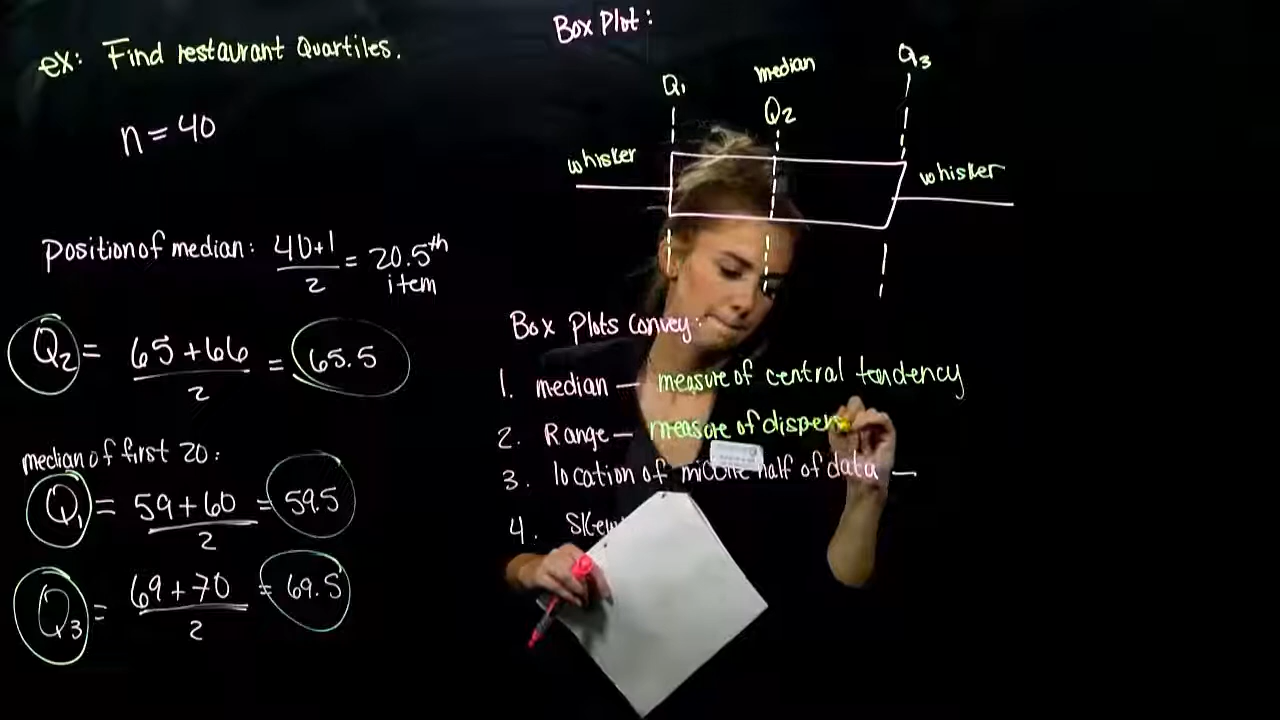 ex: Find restaurant Quartiles.
n = 40
Position of median: 40+1/2 = 20.5th item
Q2 = 65+66/2 = 65.5
median of first 20:
Q1 = 59+60/2 = 59.5
Q3 = 69+70/2 = 69.5
Box Plot:
Q1
median
Q2
Q3
whisker
whisker
Box Plots Convey:
1. median — measure of central tendency
2. Range — measure of disper
3. location of middle half of data —
4. Skew